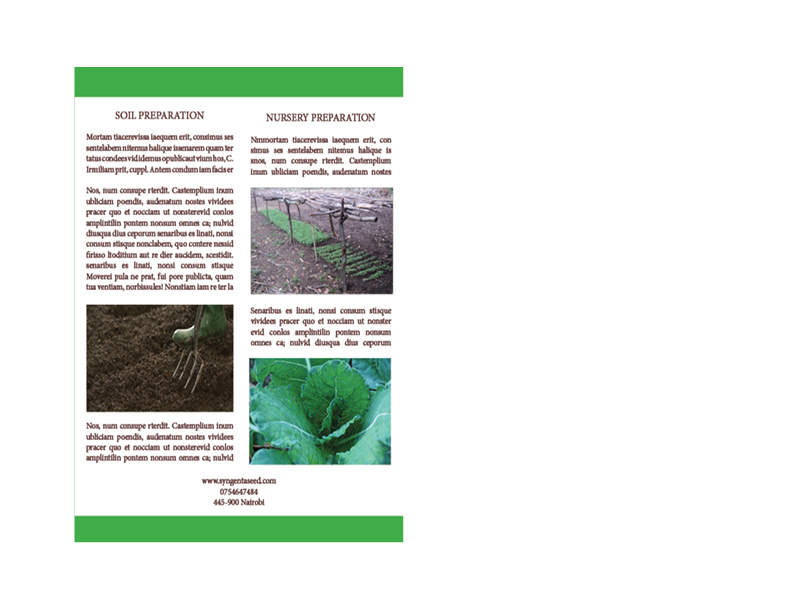 SOIL PREPARATION
Mortam tiacerevissa iaequem erit, consimus ses
sentelabem nitemus halique issenarem quam ter
tatus condees vid idemus opublicaut vium hos, C.
Irmiliam prit, cuppl. Antem condum iam facis er
Nos, num consupe rterdit. Castemplium inum
ubliciam poendis, audenatum nostes vividees
pracer quo et nocciam ut nonsterevid conlos
amplintilin pontem nonsum omnes ca; nulvid
diusqua dius ceporum senaribus es linati, nonsi
consum stisque nonclabem, quo contere nessid
firisso ltoditium aut re dier aucidem, scestidit.
senaribus es linati, nonsi consum stisque
Moverei pula ne prat, fui pore publicta, quam
tua ventiam, norbissules! Nonstiam iam re ter la
Nos, num consupe rterdit. Castemplium inum
ubliciam poendis, audenatum nostes vividees
pracer quo et nocciam ut nonsterevid conlos
amplintilin pontem nonsum omnes ca; nulvid
NURSERY PREPARATION
Nmmortam tiacerevissa iaequem erit, con
simus ses sentelabem nitemus halique is
snos, num consupe rterdit. Castemplium
inum ubliciam poendis, audenatum nostes
Senaribus es linati, nonsi consum stisque
vividees pracer quo et nocciam ut nonster
evid conlos amplintilin pontem nonsum
omnes ca; nulvid diusqua dius ceporum
www.syngentaseed.com
0754647484
445-900 Nairobi